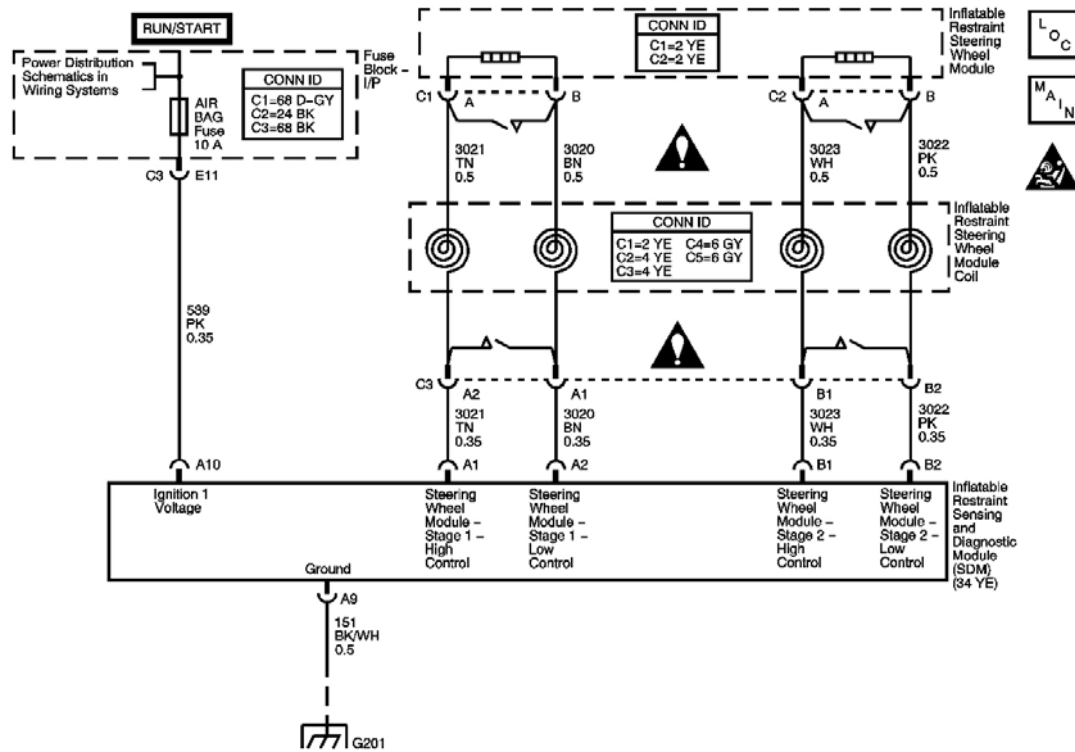 RUN/START
Power Distribution
Schematics in
Wiring Systems
AIR
BAG
Fuse
10 A
CONN ID
C1=68 D-GY
C2=24 BK
C3=68 BK
Fuse
Block -
I/P
C3
E11
589
PK
0.35
A10
CONN ID
C1=2 YE
C2=2 YE
Inflatable
Restraint
Steering
Wheel
Module
C1
A
B
C2
A
B
3021
TN
0.5
3020
BN
0.5
3023
WH
0.5
3022
PK
0.5
CONN ID
C1=2 YE C4=6 GY
C2=4 YE C5=6 GY
C3=4 YE
Inflatable
Restraint
Steering
Wheel
Module
Coil
C3
A2
A1
B1
B2
3021
TN
0.35
3020
BN
0.35
3023
WH
0.35
3022
PK
0.35
A1
A2
B1
B2
Ignition 1
Voltage
Steering
Wheel
Module -
Stage 1 -
High
Control
Steering
Wheel
Module -
Stage 1 -
Low
Control
Steering
Wheel
Module -
Stage 2 -
High
Control
Steering
Wheel
Module -
Stage 2 -
Low
Control
Inflatable
Restraint
Sensing
and
Diagnostic
Module
(SDM)
(34 YE)
Ground
A9
151
BK/WH
0.5
G201
LOC
MAIN